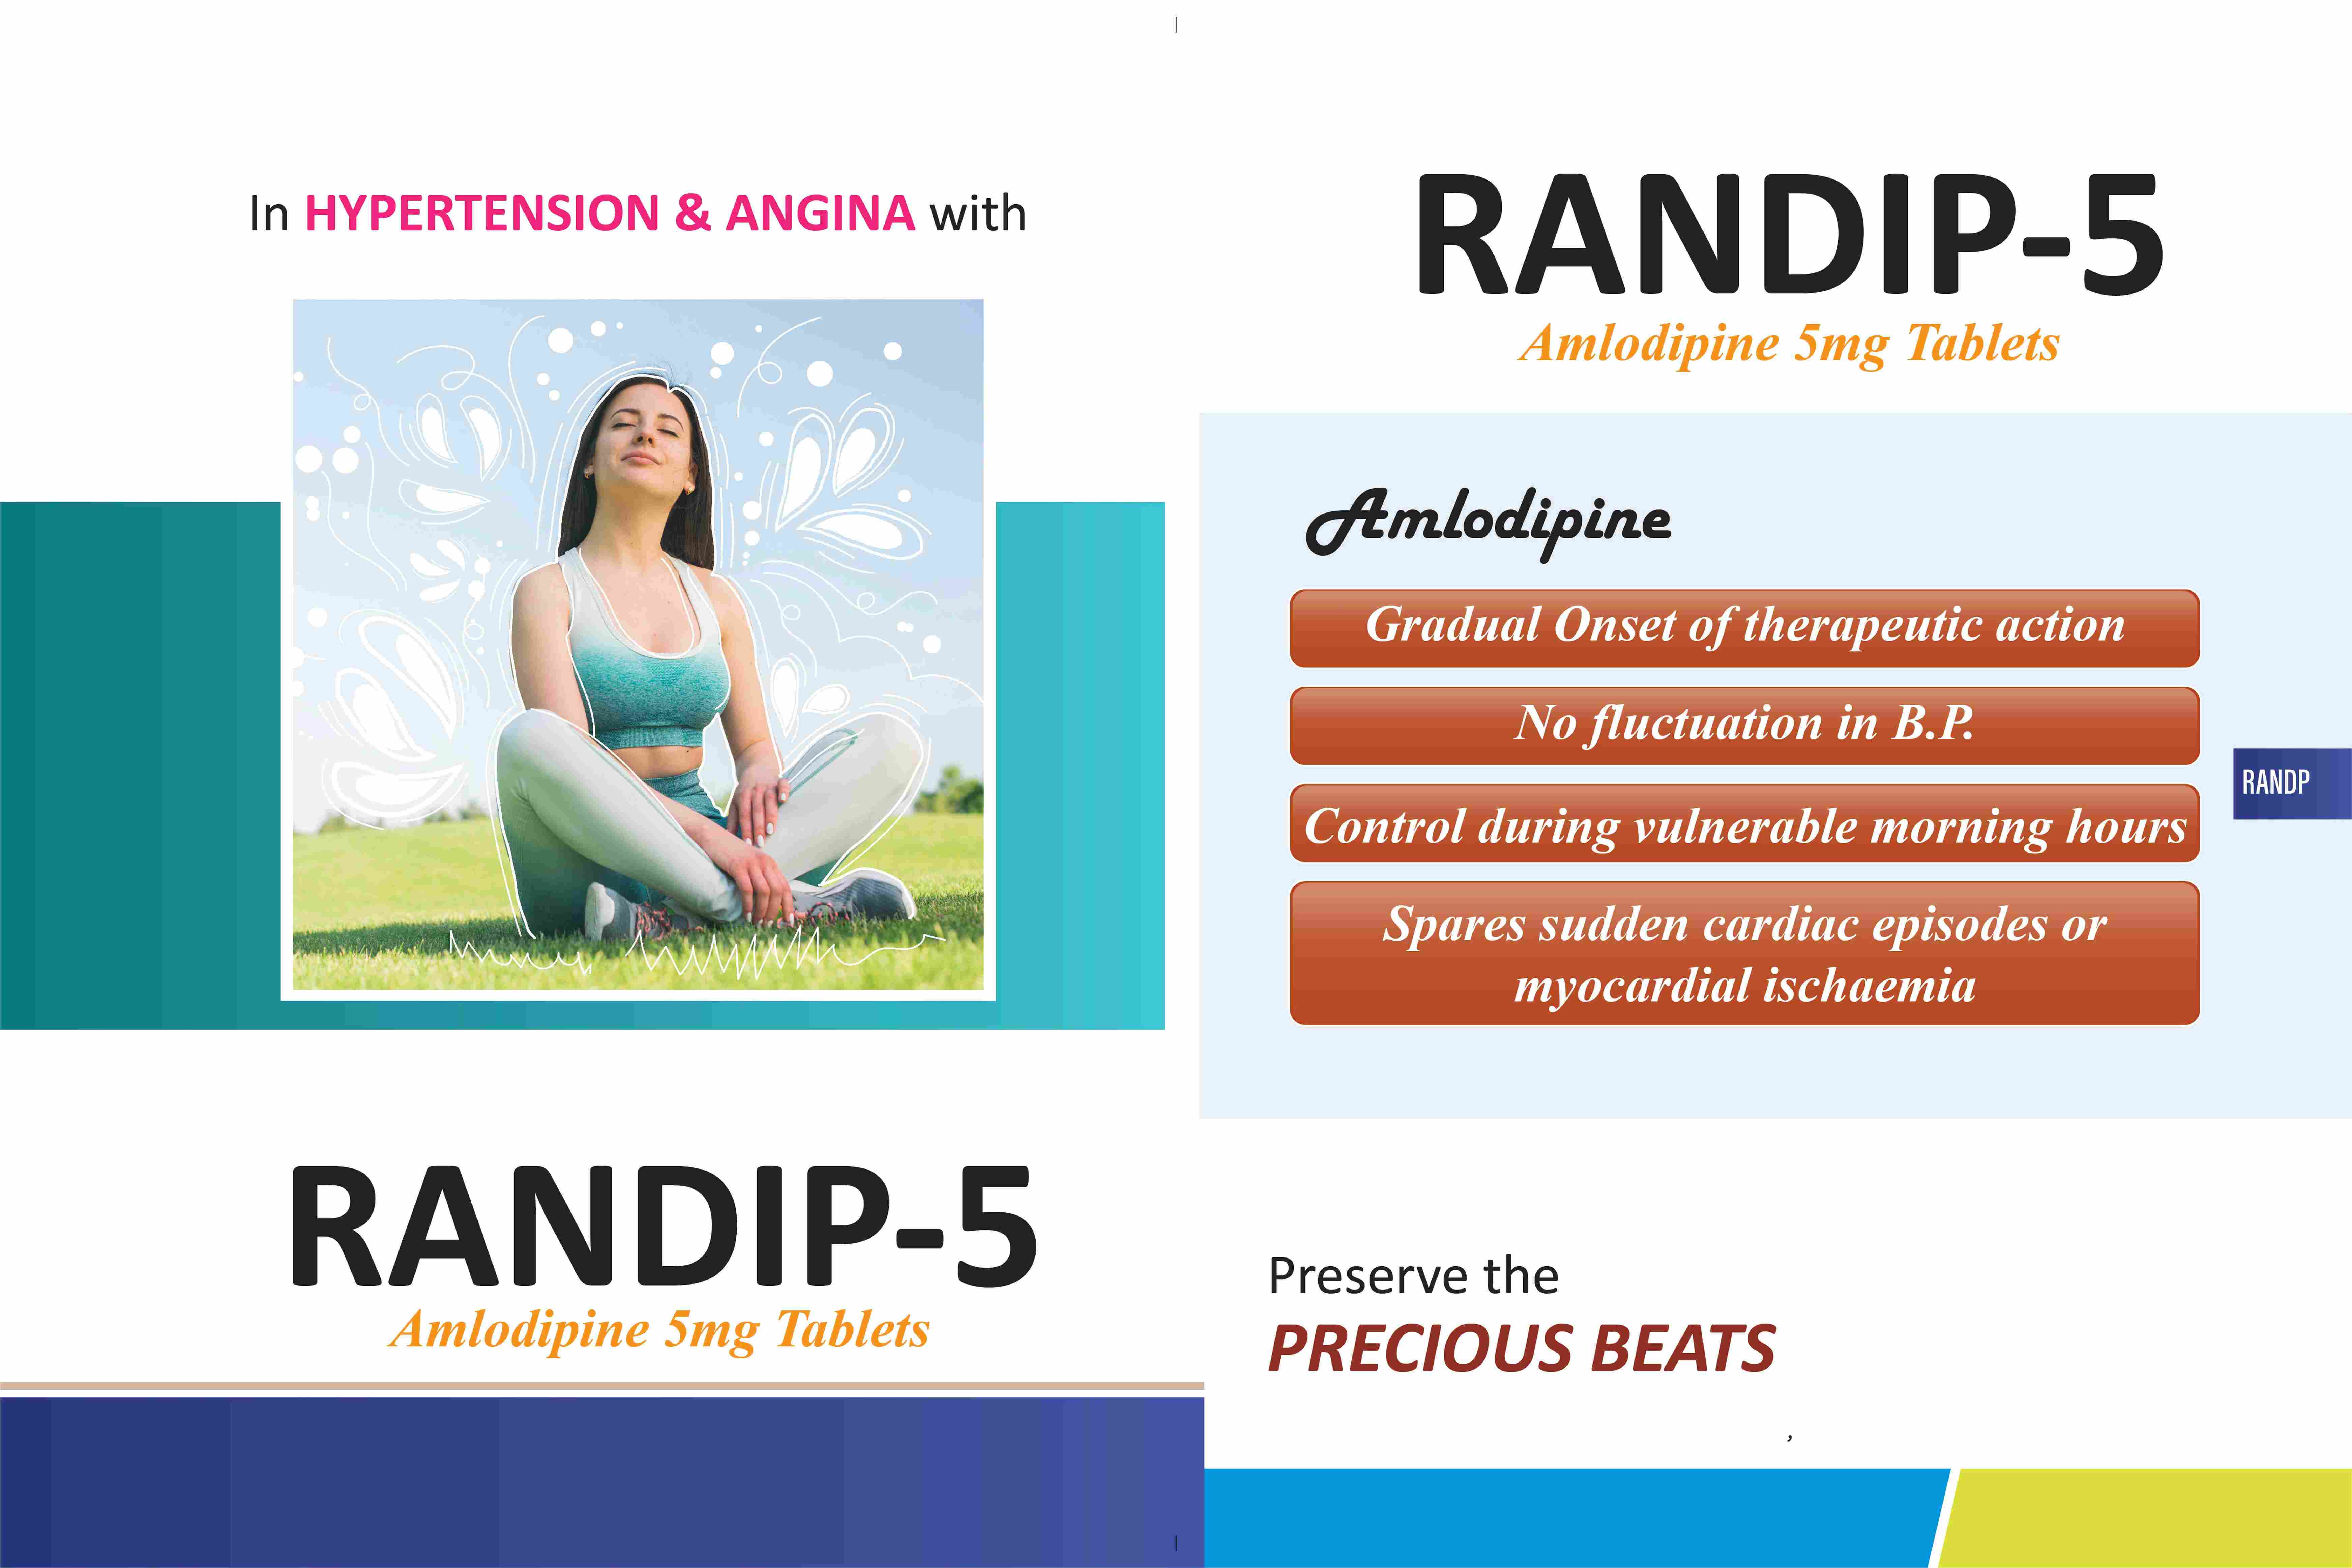 In HYPERTENSION & ANGINA with
RANDIP-5
Amlodipine 5mg Tablets
RANDIP-5
Amlodipine 5mg Tablets
Amlodipine
Gradual Onset of therapeutic action
No fluctuation in B.P.
Control during vulnerable morning hours
Spares sudden cardiac episodes or
myocardial ischaemia
RANDP
Preserve the
PRECIOUS BEATS
,